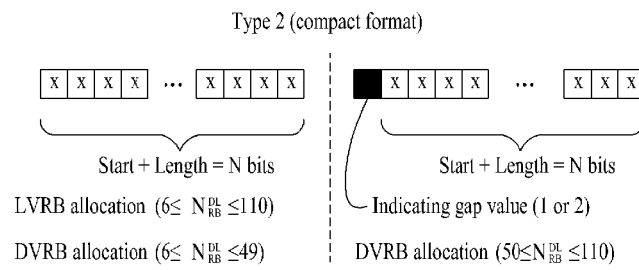 Type 2 (compact format)
x x x x ... x x x x
x x x x ... x x x
Start + Length = N bits
Start + Length = N bits
LVRB allocation (6≤ N_RB^DL ≤110)
Indicating gap value (1 or 2)
DVRB allocation (6≤ N_RB^DL ≤49)
DVRB allocation (50≤N_RB^DL ≤110)